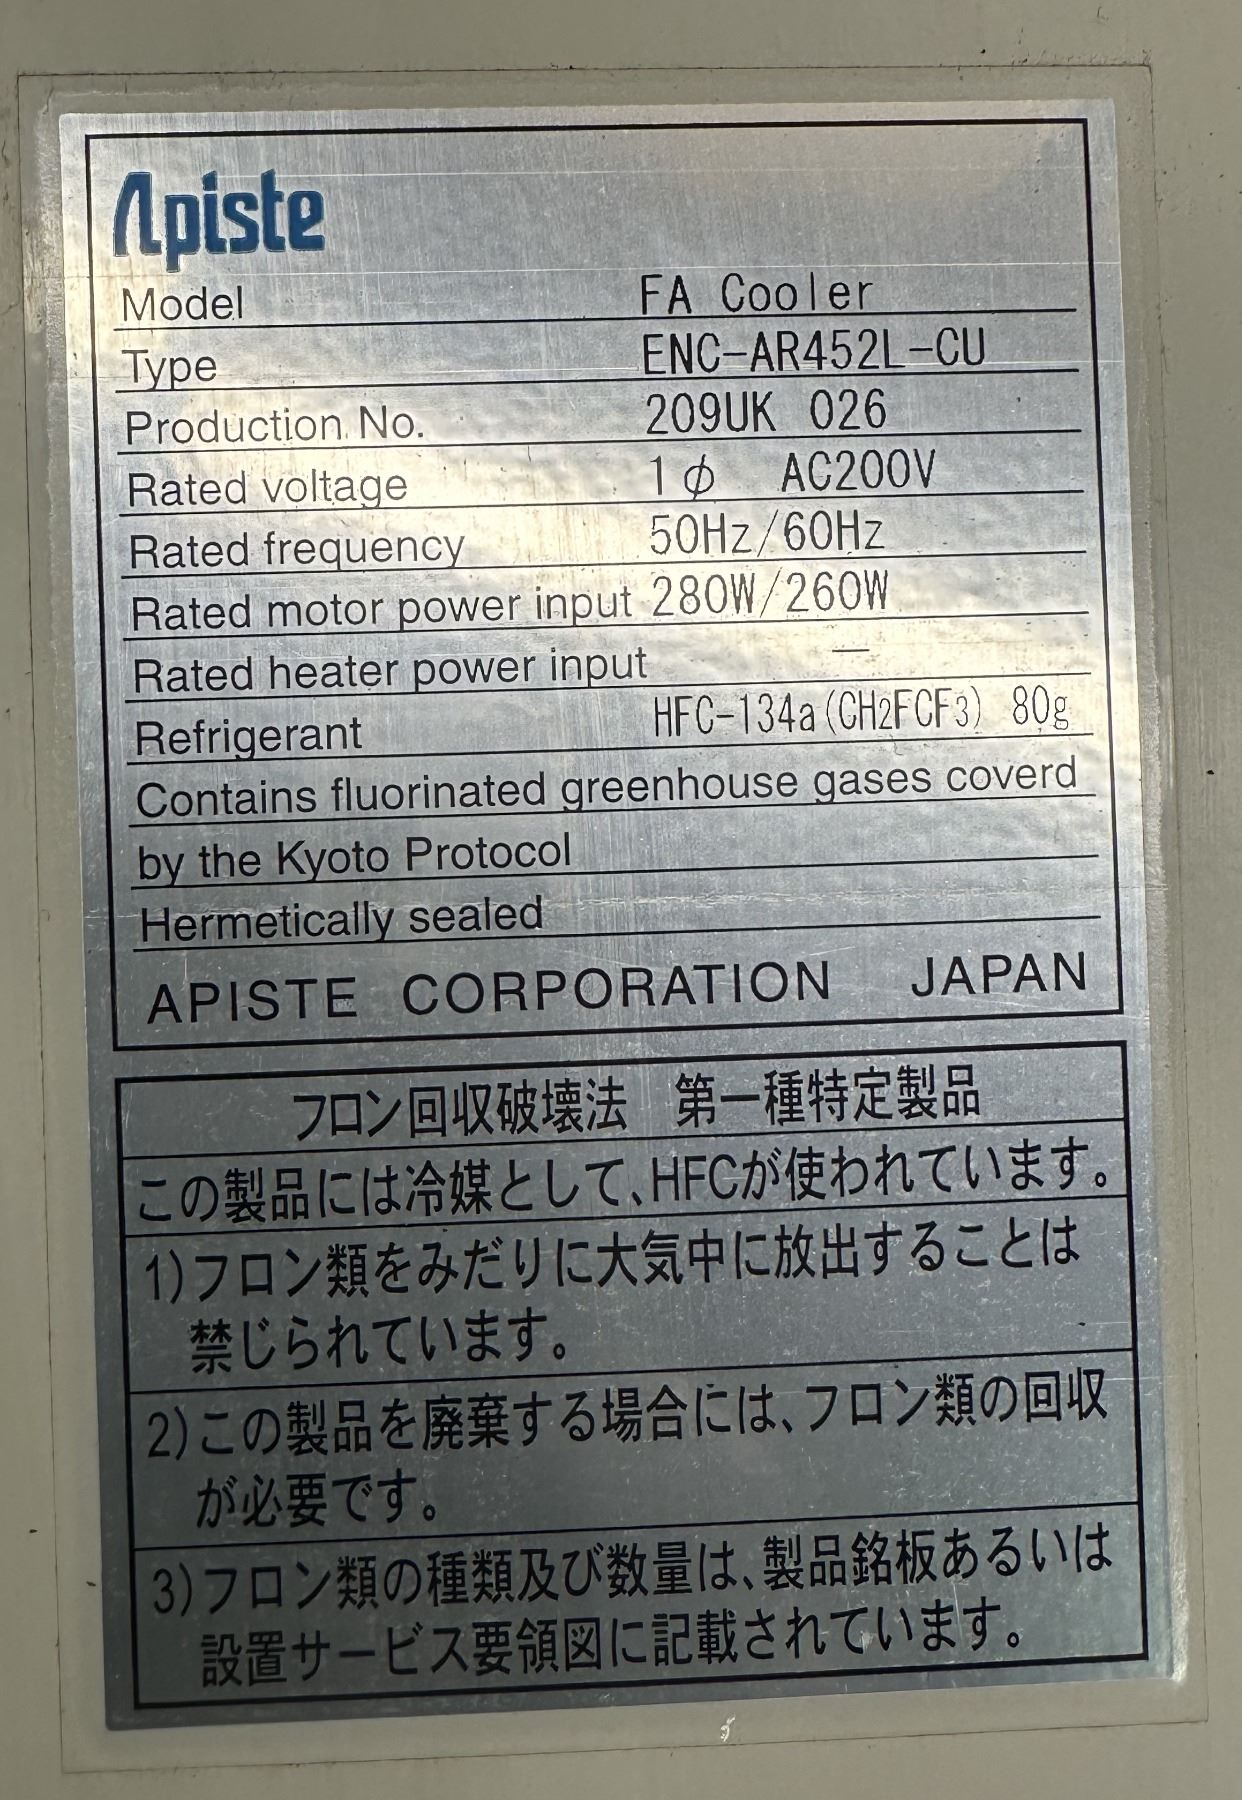 Apiste
Model FA Cooler
Type ENC-AR452L-CU
Production No. 209UK 026
Rated voltage 1φ AC200V
Rated frequency 50Hz/60Hz
Rated motor power input 280W/260W
Rated heater power input —
Refrigerant HFC-134a(CH2FCF3) 80g
Contains fluorinated greenhouse gases coverd
by the Kyoto Protocol
Hermetically sealed
APISTE CORPORATION JAPAN
フロン回収破壊法 第一種特定製品
この製品には冷媒として、HFCが使われています。
1)フロン類をみだりに大気中に放出することは
禁じられています。
2)この製品を廃棄する場合には、フロン類の回収
が必要です。
3)フロン類の種類及び数量は、製品銘板あるいは
設置サービス要領図に記載されています。